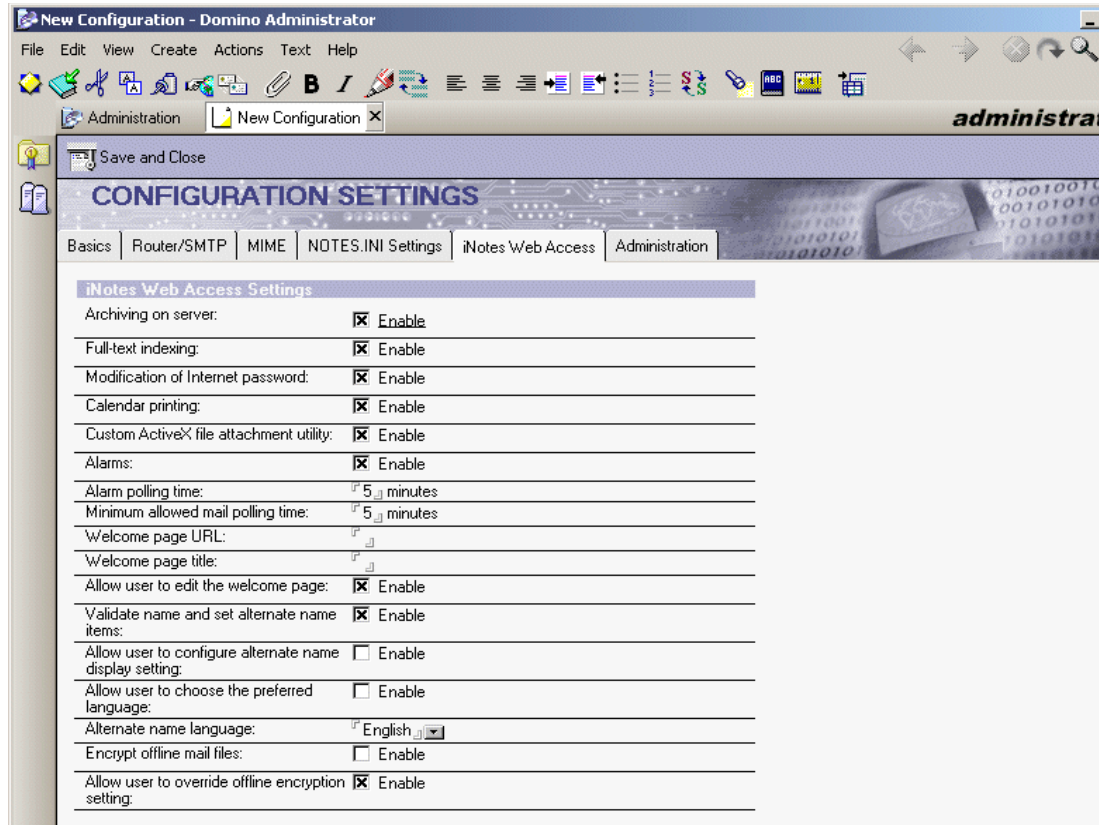 New Configuration - Domino Administrator
File Edit View Create Actions Text Help
Administration New Configuration
administrat
Save and Close
CONFIGURATION SETTINGS
Basics Router/SMTP MIME NOTES.INI Settings iNotes Web Access Administration
iNotes Web Access Settings
Archiving on server: Enable
Full-text indexing: Enable
Modification of Internet password: Enable
Calendar printing: Enable
Custom ActiveX file attachment utility: Enable
Alarms: Enable
Alarm polling time: 5 minutes
Minimum allowed mail polling time: 5 minutes
Welcome page URL:
Welcome page title:
Allow user to edit the welcome page: Enable
Validate name and set alternate name Enable
items:
Allow user to configure alternate name Enable
display setting:
Allow user to choose the preferred Enable
language:
Alternate name language: English
Encrypt offline mail files: Enable
Allow user to override offline encryption Enable
setting: